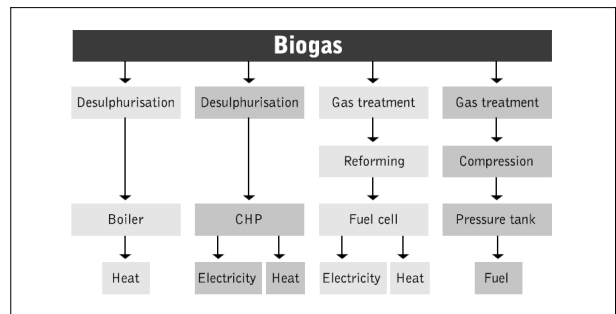 Biogas
Desulphurisation
Desulphurisation
Gas treatment
Gas treatment
Reforming
Compression
Boiler
CHP
Fuel cell
Pressure tank
Heat
Electricity
Heat
Electricity
Heat
Fuel